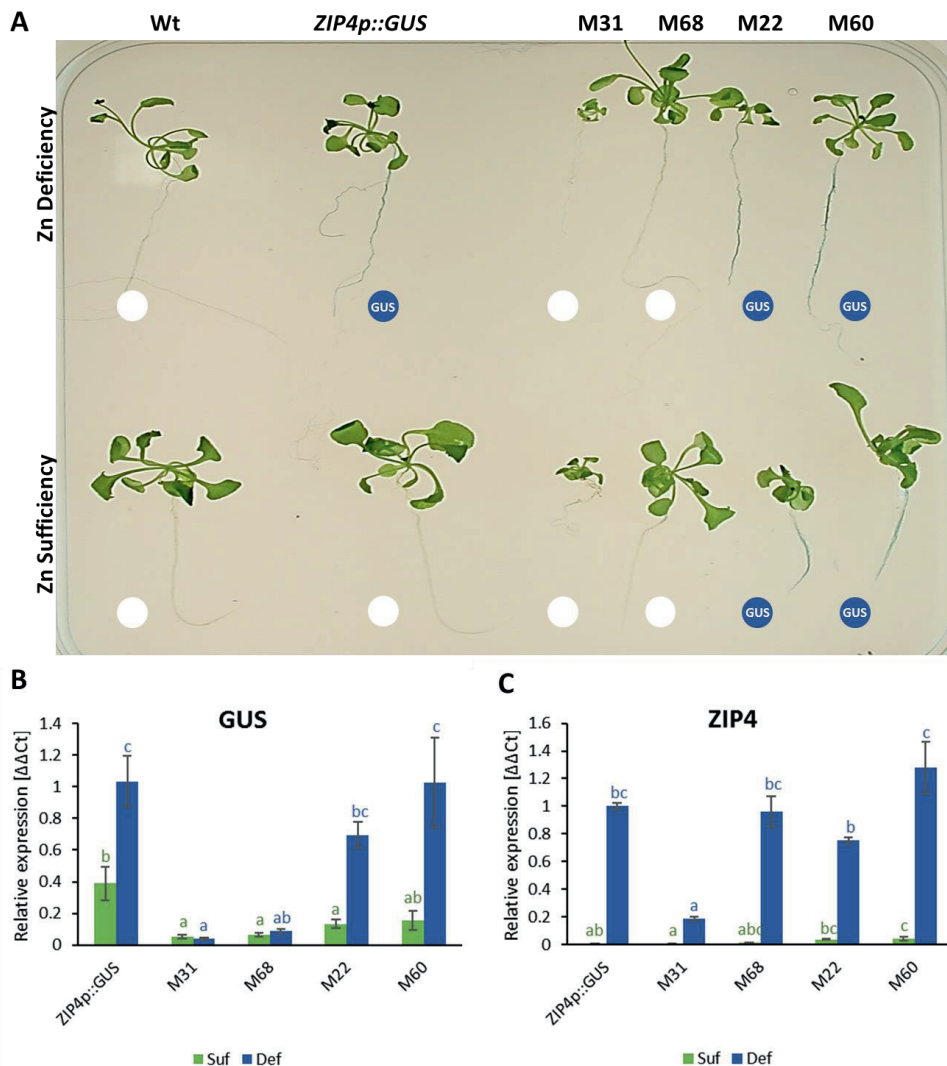 A
Wt ZIP4p::GUS M31 M68 M22 M60
Zn Deficiency
GUS GUS GUS
Zn Sufficiency
GUS GUS
B
GUS
Relative expression [ΔΔCt]
1.4
1.2
1
0.8
0.6
0.4
0.2
0
b c
a a
a ab
a bc
ab c
ZIP4p::GUS M31 M68 M22 M60
Suf Def
C
ZIP4
Relative expression [ΔΔCt]
1.6
1.4
1.2
1
0.8
0.6
0.4
0.2
0
ab bc
a a
abc bc
bc b
c c
ZIP4p::GUS M31 M68 M22 M60
Suf Def